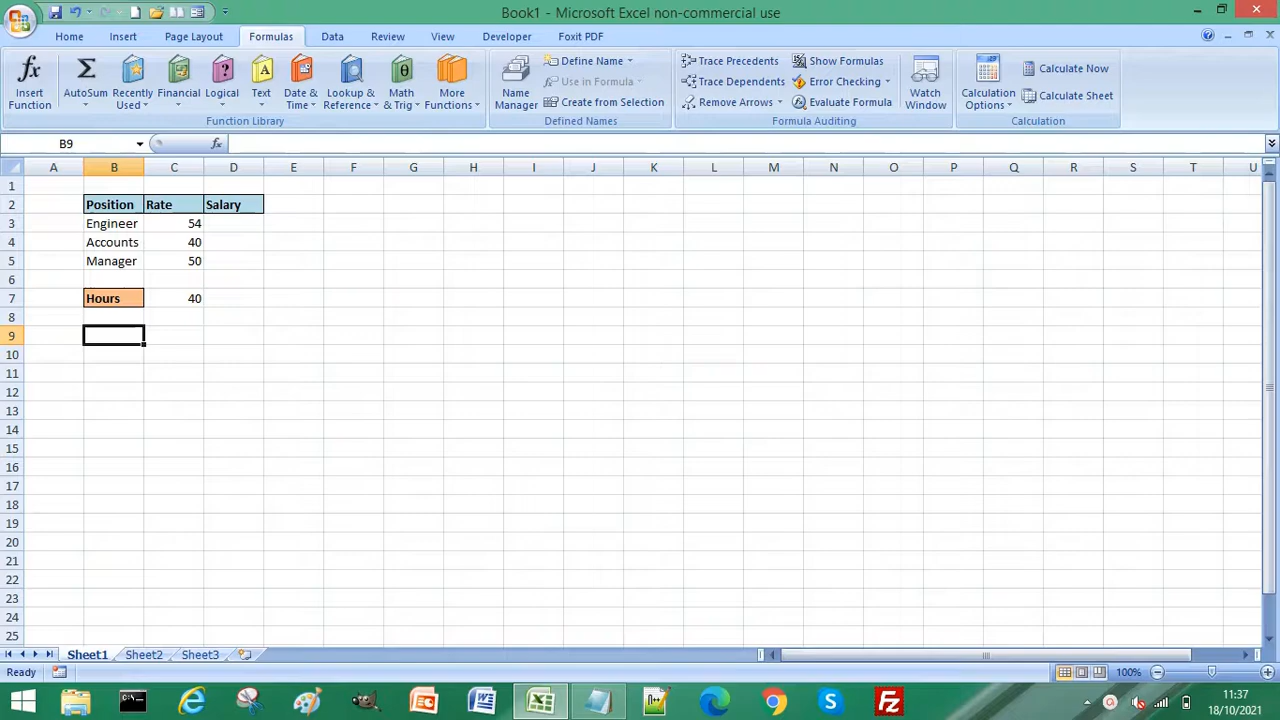 Book1 - Microsoft Excel non-commercial use
Home Insert Page Layout Formulas Data Review View Developer Foxit PDF
fx Insert Function
Σ AutoSum
Recently Used
Financial
Logical
A Text
Date & Time
Lookup & Reference
θ Math & Trig
More Functions
Function Library
Name Manager
Define Name
Use in Formula
Create from Selection
Defined Names
Trace Precedents
Trace Dependents
Remove Arrows
Show Formulas
Error Checking
Evaluate Formula
Watch Window
Formula Auditing
Calculation Options
Calculate Now
Calculate Sheet
Calculation
B9 fx
A B C D E F G H I J K L M N O P Q R S T U
1
2 Position Rate Salary
3 Engineer 54
4 Accounts 40
5 Manager 50
6
7 Hours 40
8
9
10
11
12
13
14
15
16
17
18
19
20
21
22
23
24
25
Sheet1 Sheet2 Sheet3
Ready 100%
11:37
18/10/2021